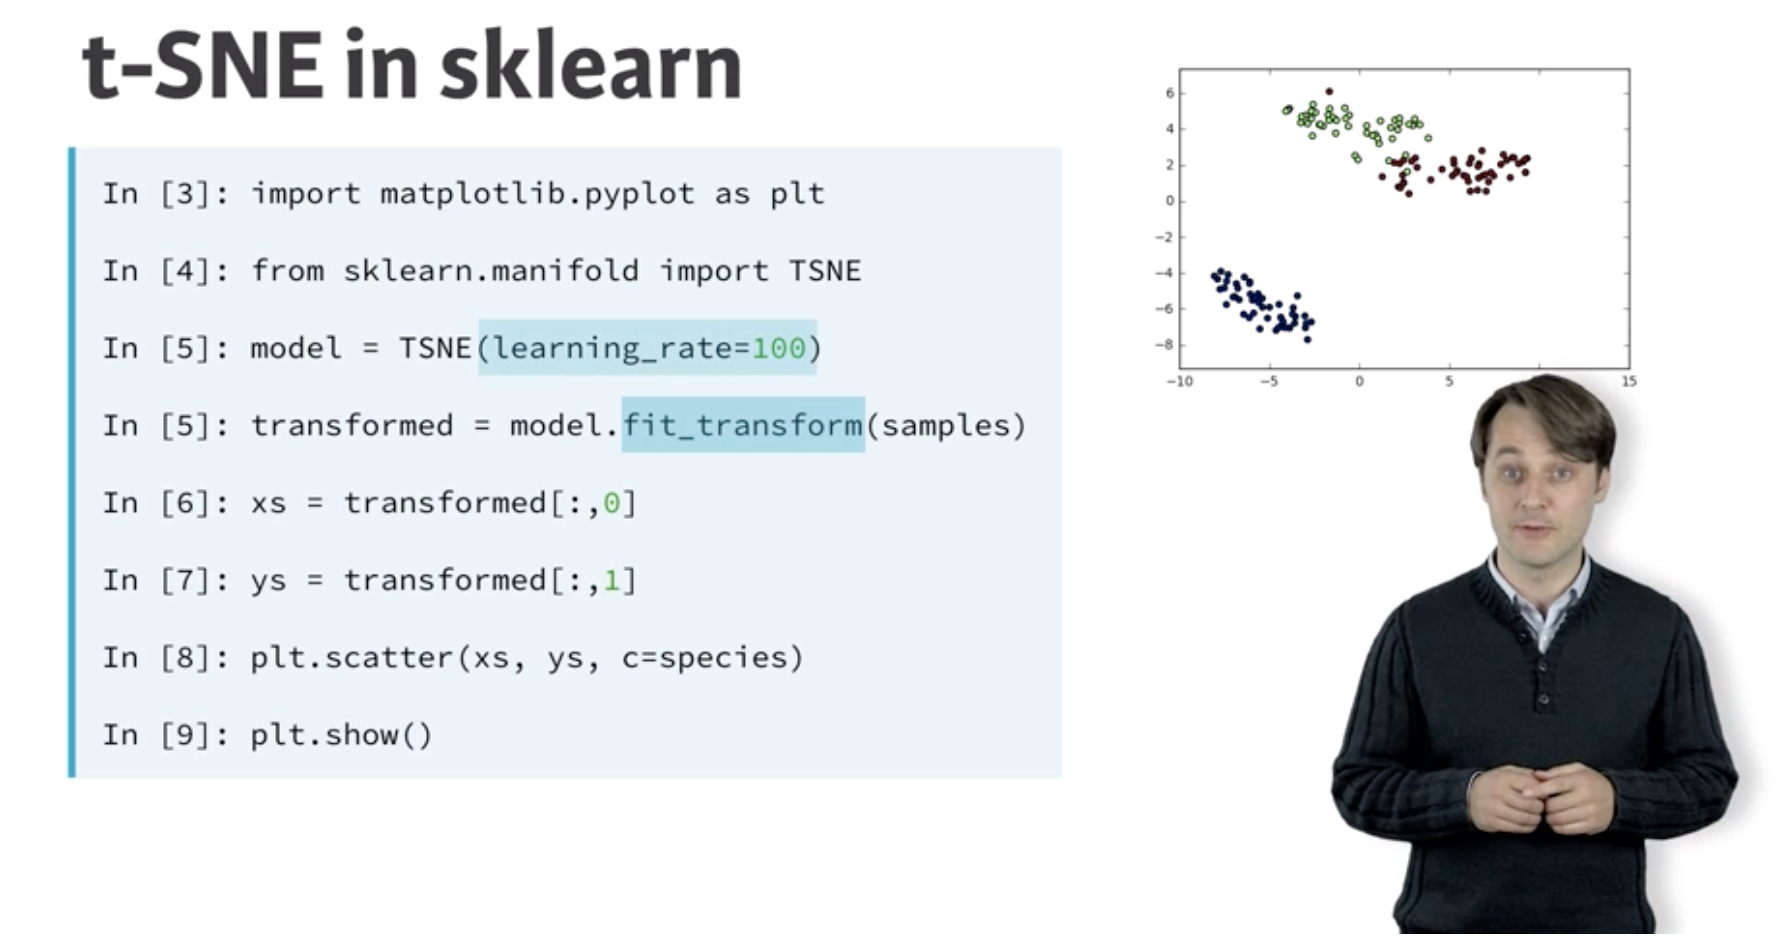 t-SNE in sklearn
In [3]: import matplotlib.pyplot as plt
In [4]: from sklearn.manifold import TSNE
In [5]: model = TSNE(learning_rate=100)
In [5]: transformed = model.fit_transform(samples)
In [6]: xs = transformed[:,0]
In [7]: ys = transformed[:,1]
In [8]: plt.scatter(xs, ys, c=species)
In [9]: plt.show()
6
4
2
0
−2
−4
−6
−8
−10 −5 0 5 15